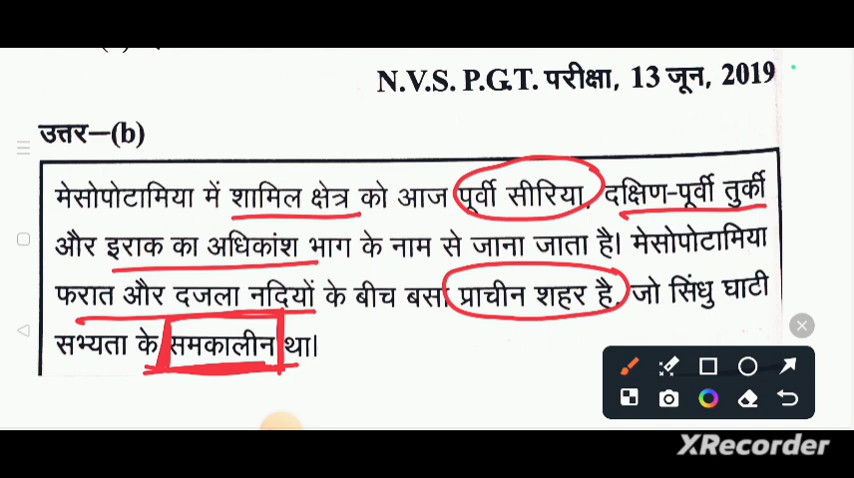 N.V.S. P.G.T. परीक्षा, 13 जून, 2019
उत्तर–(b)
मेसोपोटामिया में शामिल क्षेत्र को आज पूर्वी सीरिया, दक्षिण-पूर्वी तुर्की
और इराक का अधिकांश भाग के नाम से जाना जाता है। मेसोपोटामिया
फरात और दजला नदियों के बीच बसा प्राचीन शहर है, जो सिंधु घाटी
सभ्यता के समकालीन था।
XRecorder